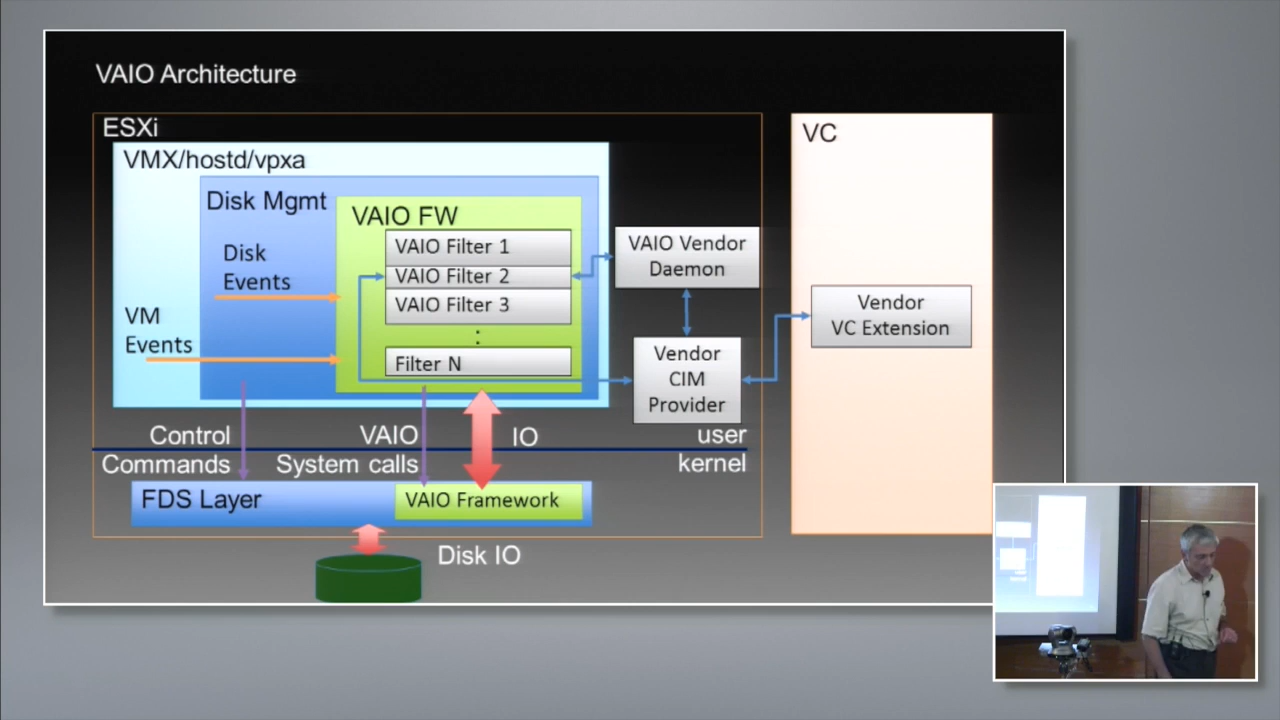 VAIO Architecture
ESXi
VMX/hostd/vpxa
Disk Mgmt
VAIO FW
VAIO Filter 1
VAIO Filter 2
VAIO Filter 3
:
Filter N
Disk
Events
VM
Events
VAIO Vendor
Daemon
Vendor
CIM
Provider
VC
Vendor
VC Extension
Control
Commands
VAIO
System calls
IO
user
kernel
FDS Layer
VAIO Framework
Disk IO